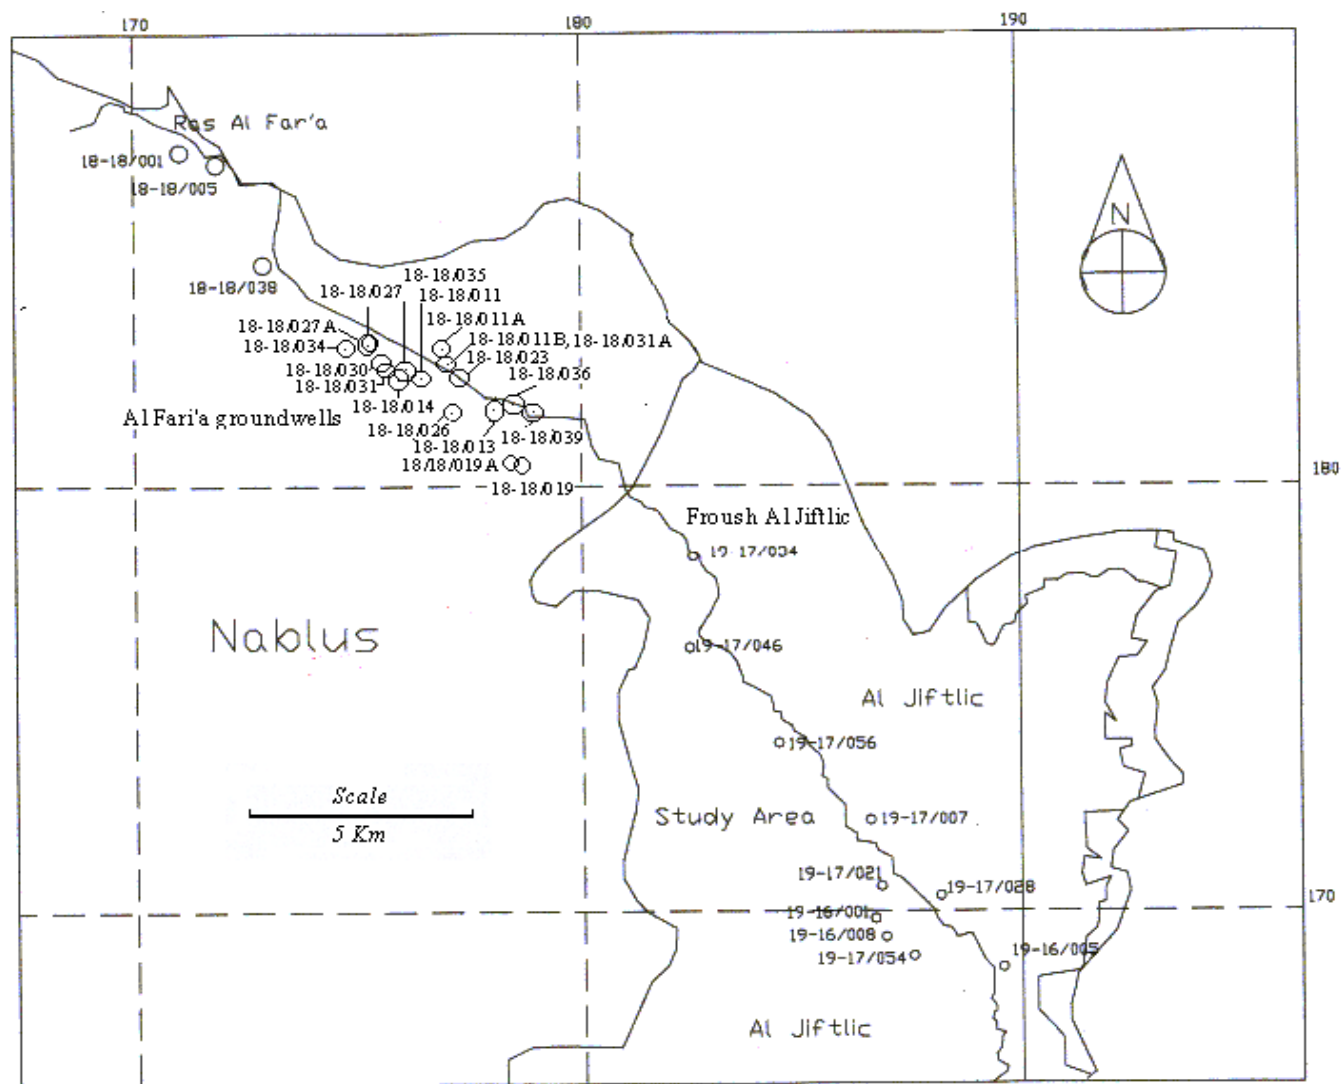 170 180 190
Ras Al Far'a
18-18/001
18-18/005
N
18-18/038
18-18/035
18-18/027
18-18/011
18-18/011A
18-18/027A
18-18/011B, 18-18/031A
18-18/034
18-18/023
18-18/030
18-18/036
18-18/031
18-18/014
Al Fari'a groundwells
18-18/026
18-18/039
18-18/013
18/18/019A
180
18-18/019
Froush Al Jiftlic
19-17/034
Nablus
19-17/046
Al Jiftlic
19-17/056
Scale
5 Km
Study Area
19-17/007
19-17/021
19-17/028
170
19-16/001
19-16/008
19-17/054
19-16/005
Al Jiftlic